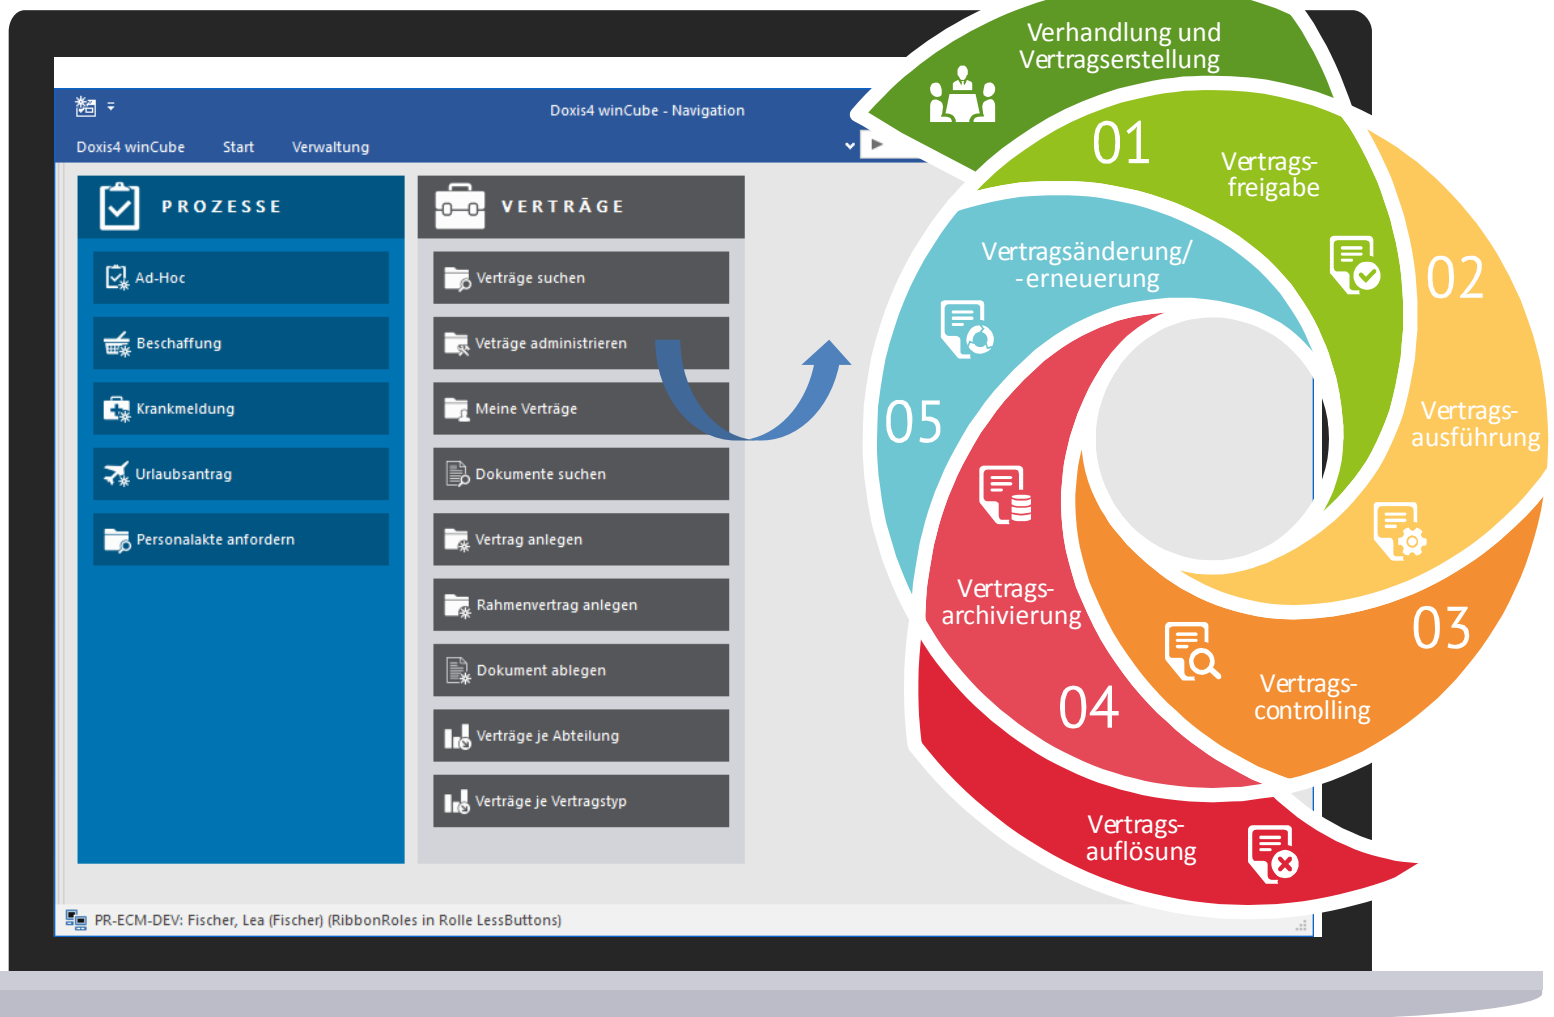 Doxis4 winCube - Navigation
Doxis4 winCube Start Verwaltung
PROZESSE
Ad-Hoc
Beschaffung
Krankmeldung
Urlaubsantrag
Personalakte anfordern
VERTRÄGE
Verträge suchen
Veträge administrieren
Meine Verträge
Dokumente suchen
Vertrag anlegen
Rahmenvertrag anlegen
Dokument ablegen
Verträge je Abteilung
Verträge je Vertragstyp
PR-ECM-DEV: Fischer, Lea (Fischer) (RibbonRoles in Rolle LessButtons)
Verhandlung und
Vertragserstellung
01
Vertrags-
freigabe
02
Vertrags-
ausführung
03
Vertrags-
controlling
04
Vertrags-
archivierung
05
Vertragsänderung/
-erneuerung
Vertrags-
auflösung